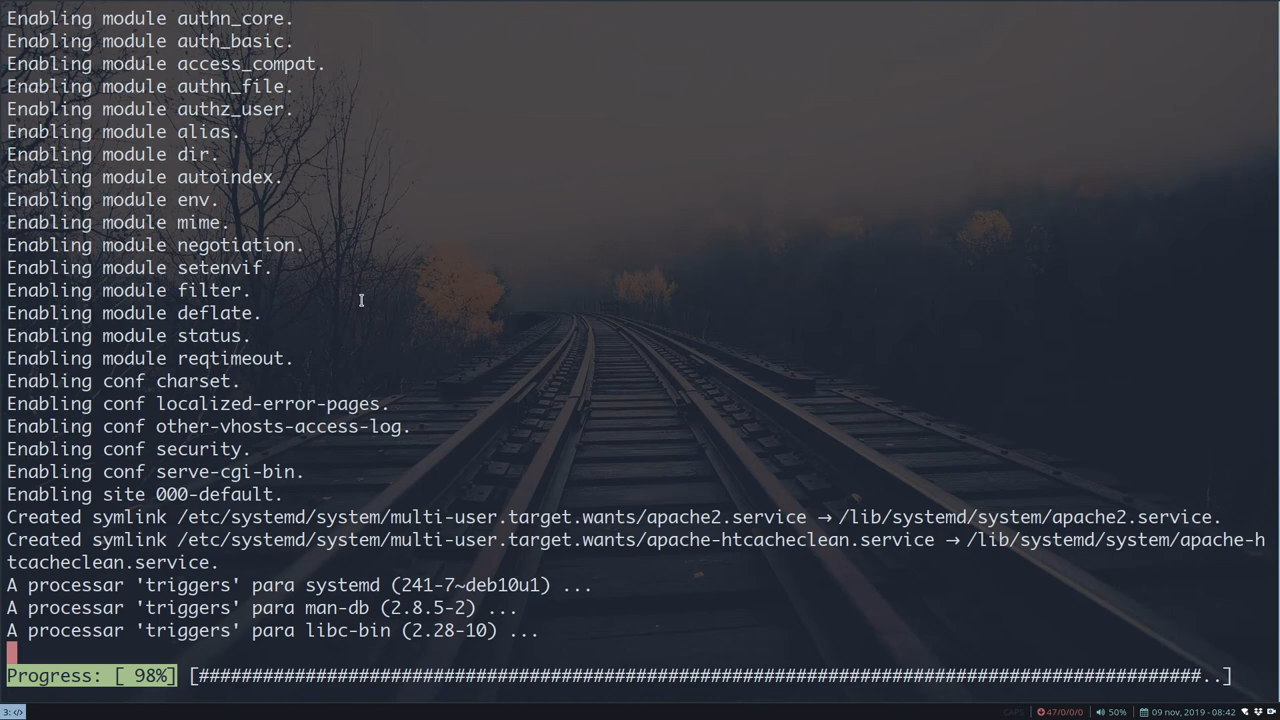 Enabling module authn_core.
Enabling module auth_basic.
Enabling module access_compat.
Enabling module authn_file.
Enabling module authz_user.
Enabling module alias.
Enabling module dir.
Enabling module autoindex.
Enabling module env.
Enabling module mime.
Enabling module negotiation.
Enabling module setenvif.
Enabling module filter.
Enabling module deflate.
Enabling module status.
Enabling module reqtimeout.
Enabling conf charset.
Enabling conf localized-error-pages.
Enabling conf other-vhosts-access-log.
Enabling conf security.
Enabling conf serve-cgi-bin.
Enabling site 000-default.
Created symlink /etc/systemd/system/multi-user.target.wants/apache2.service → /lib/systemd/system/apache2.service.
Created symlink /etc/systemd/system/multi-user.target.wants/apache-htcacheclean.service → /lib/systemd/system/apache-h
tcacheclean.service.
A processar 'triggers' para systemd (241-7~deb10u1) ...
A processar 'triggers' para man-db (2.8.5-2) ...
A processar 'triggers' para libc-bin (2.28-10) ...
Progress: [ 98%] [##############################################################################################..]
3: </> CAPS 47/0/0/0 50% 09 nov, 2019 - 08:42